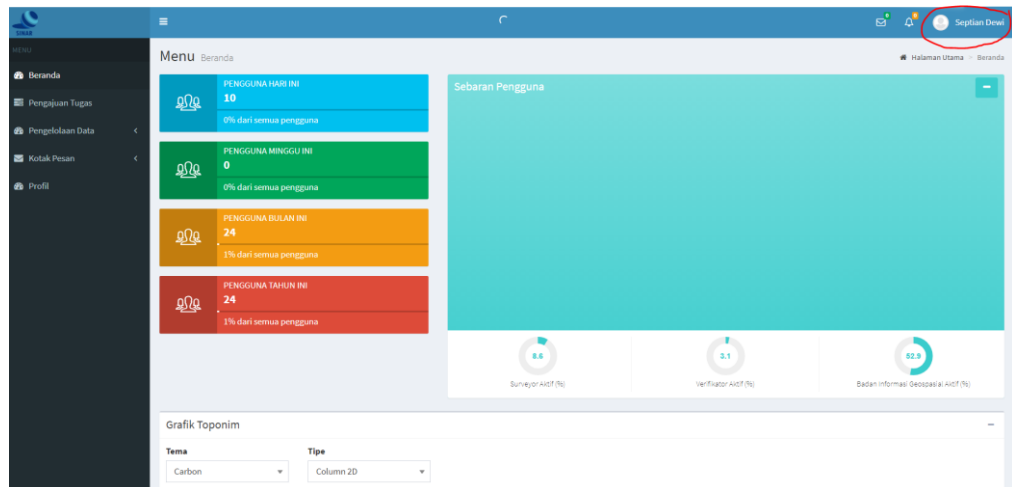 SINAR
Septian Dewi
MENU
Beranda
Pengajuan Tugas
Pengelolaan Data
Kotak Pesan
Profil
Menu Beranda
Halaman Utama > Beranda
PENGGUNA HARI INI
10
0% dari semua pengguna
PENGGUNA MINGGU INI
0
0% dari semua pengguna
PENGGUNA BULAN INI
24
1% dari semua pengguna
PENGGUNA TAHUN INI
24
1% dari semua pengguna
Sebaran Pengguna
8.6
Surveyor Aktif (%)
3.1
Verifikator Aktif (%)
52.9
Badan Informasi Geospasial Aktif (%)
Grafik Toponim
Tema
Tipe
Carbon
Column 2D